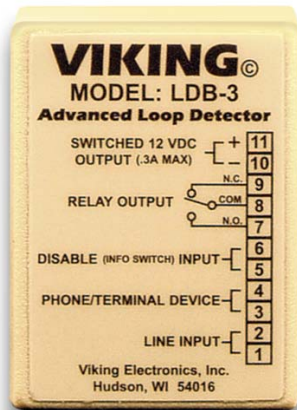 VIKING©
MODEL: LDB-3
Advanced Loop Detector
SWITCHED 12 VDC + 11
OUTPUT (.3A MAX) – 10
N.C. 9
RELAY OUTPUT COM 8
N.O. 7
DISABLE (INFO SWITCH) INPUT 6
5
PHONE/TERMINAL DEVICE 4
3
LINE INPUT 2
1
Viking Electronics, Inc.
Hudson, WI 54016